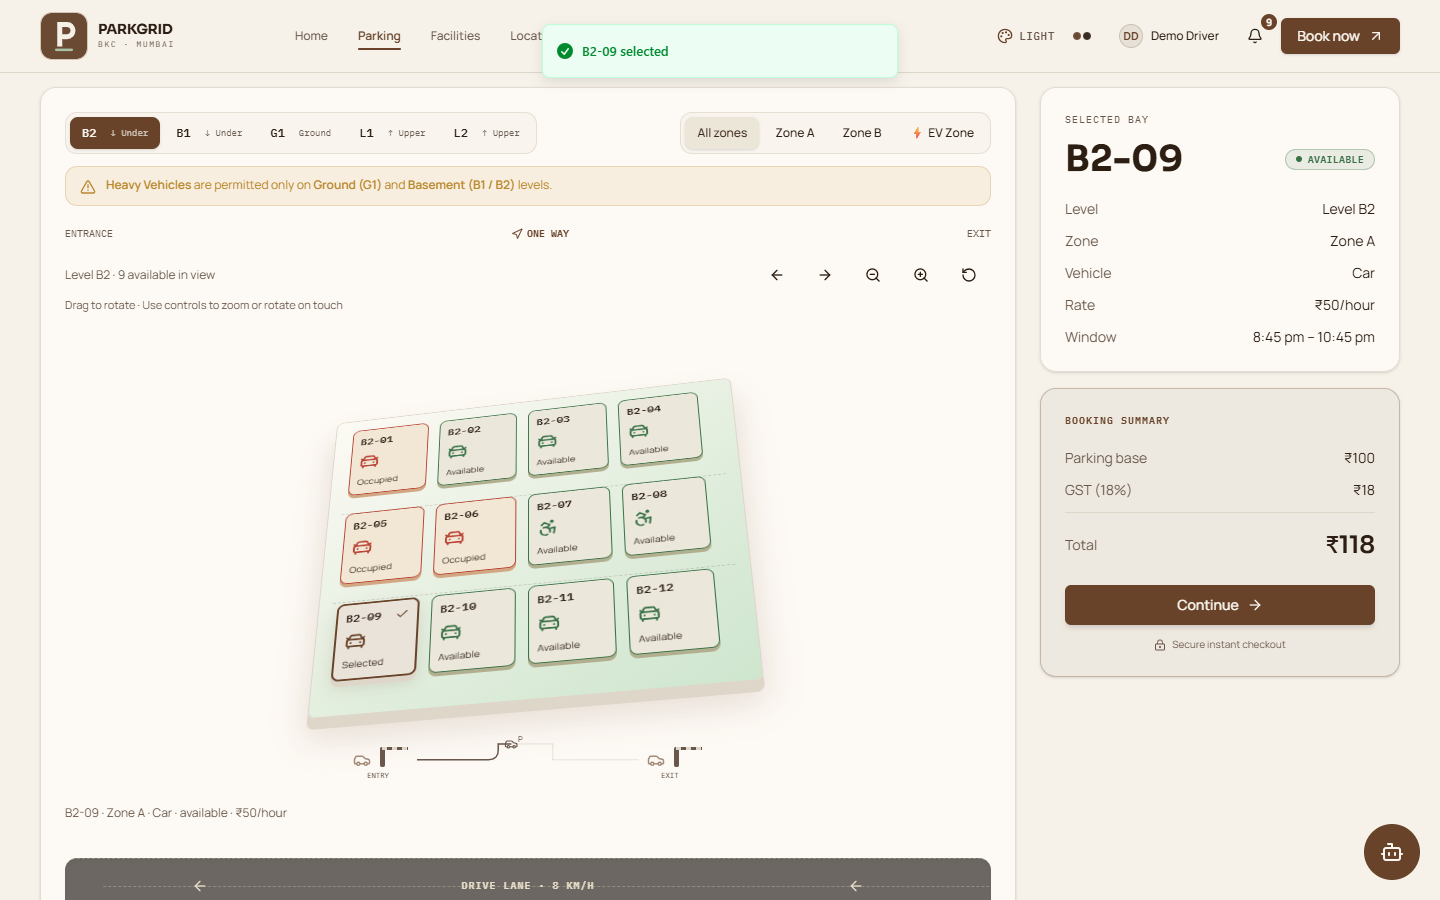 PARKGRID
BKC · MUMBAI
Home Parking Facilities Locat
B2-09 selected
LIGHT
DD Demo Driver
9
Book now
B2 ↓ Under B1 ↓ Under G1 Ground L1 ↑ Upper L2 ↑ Upper
All zones Zone A Zone B EV Zone
Heavy Vehicles are permitted only on Ground (G1) and Basement (B1 / B2) levels.
ENTRANCE ONE WAY EXIT
Level B2 · 9 available in view
Drag to rotate · Use controls to zoom or rotate on touch
B2-01
Occupied
B2-02
Available
B2-03
Available
B2-04
Available
B2-05
Occupied
B2-06
Occupied
B2-07
Available
B2-08
Available
B2-09
Selected
B2-10
Available
B2-11
Available
B2-12
Available
P
ENTRY
EXIT
B2-09 · Zone A · Car · available · ₹50/hour
DRIVE LANE · 8 KM/H
SELECTED BAY
B2-09
AVAILABLE
Level Level B2
Zone Zone A
Vehicle Car
Rate ₹50/hour
Window 8:45 pm – 10:45 pm
BOOKING SUMMARY
Parking base ₹100
GST (18%) ₹18
Total ₹118
Continue
Secure instant checkout